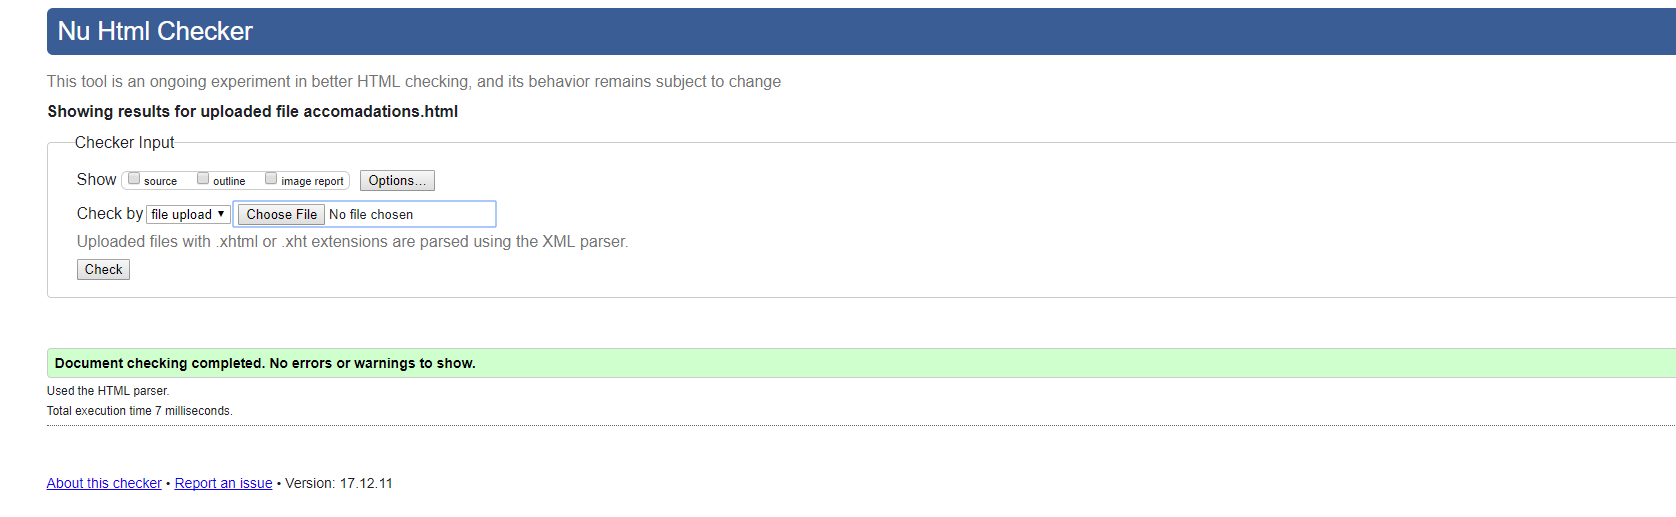 Nu Html Checker
This tool is an ongoing experiment in better HTML checking, and its behavior remains subject to change
Showing results for uploaded file accomadations.html
Checker Input
Show source outline image report Options...
Check by file upload ▼ Choose File No file chosen
Uploaded files with .xhtml or .xht extensions are parsed using the XML parser.
Check
Document checking completed. No errors or warnings to show.
Used the HTML parser.
Total execution time 7 milliseconds.
About this checker • Report an issue • Version: 17.12.11